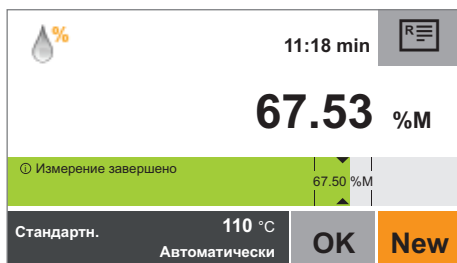 %
11:18 min
R
67.53 %M
ⓘ Измерение завершено
67.50 %M
Стандартн.
110 °C
Автоматически
OK
New